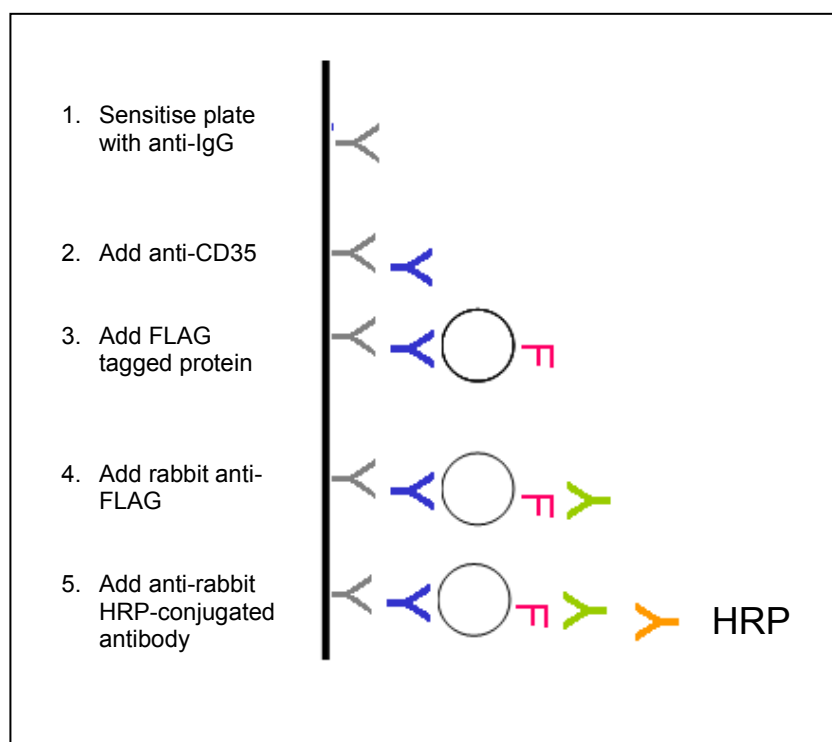 1. Sensitise plate
with anti-IgG
2. Add anti-CD35
3. Add FLAG
tagged protein
F
4. Add rabbit anti-
FLAG
F
5. Add anti-rabbit
HRP-conjugated
antibody
F
HRP